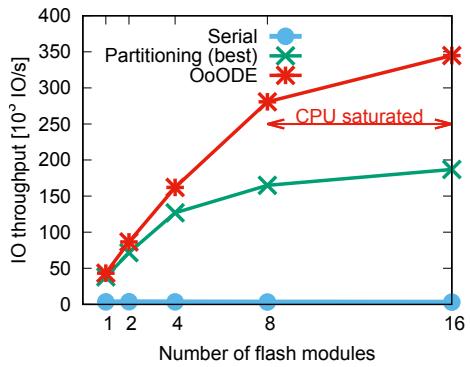 400
350
300
250
200
150
100
50
0
IO throughput [10³ IO/s]
Serial
Partitioning (best)
OoODE
CPU saturated
1 2 4 8 16
Number of flash modules